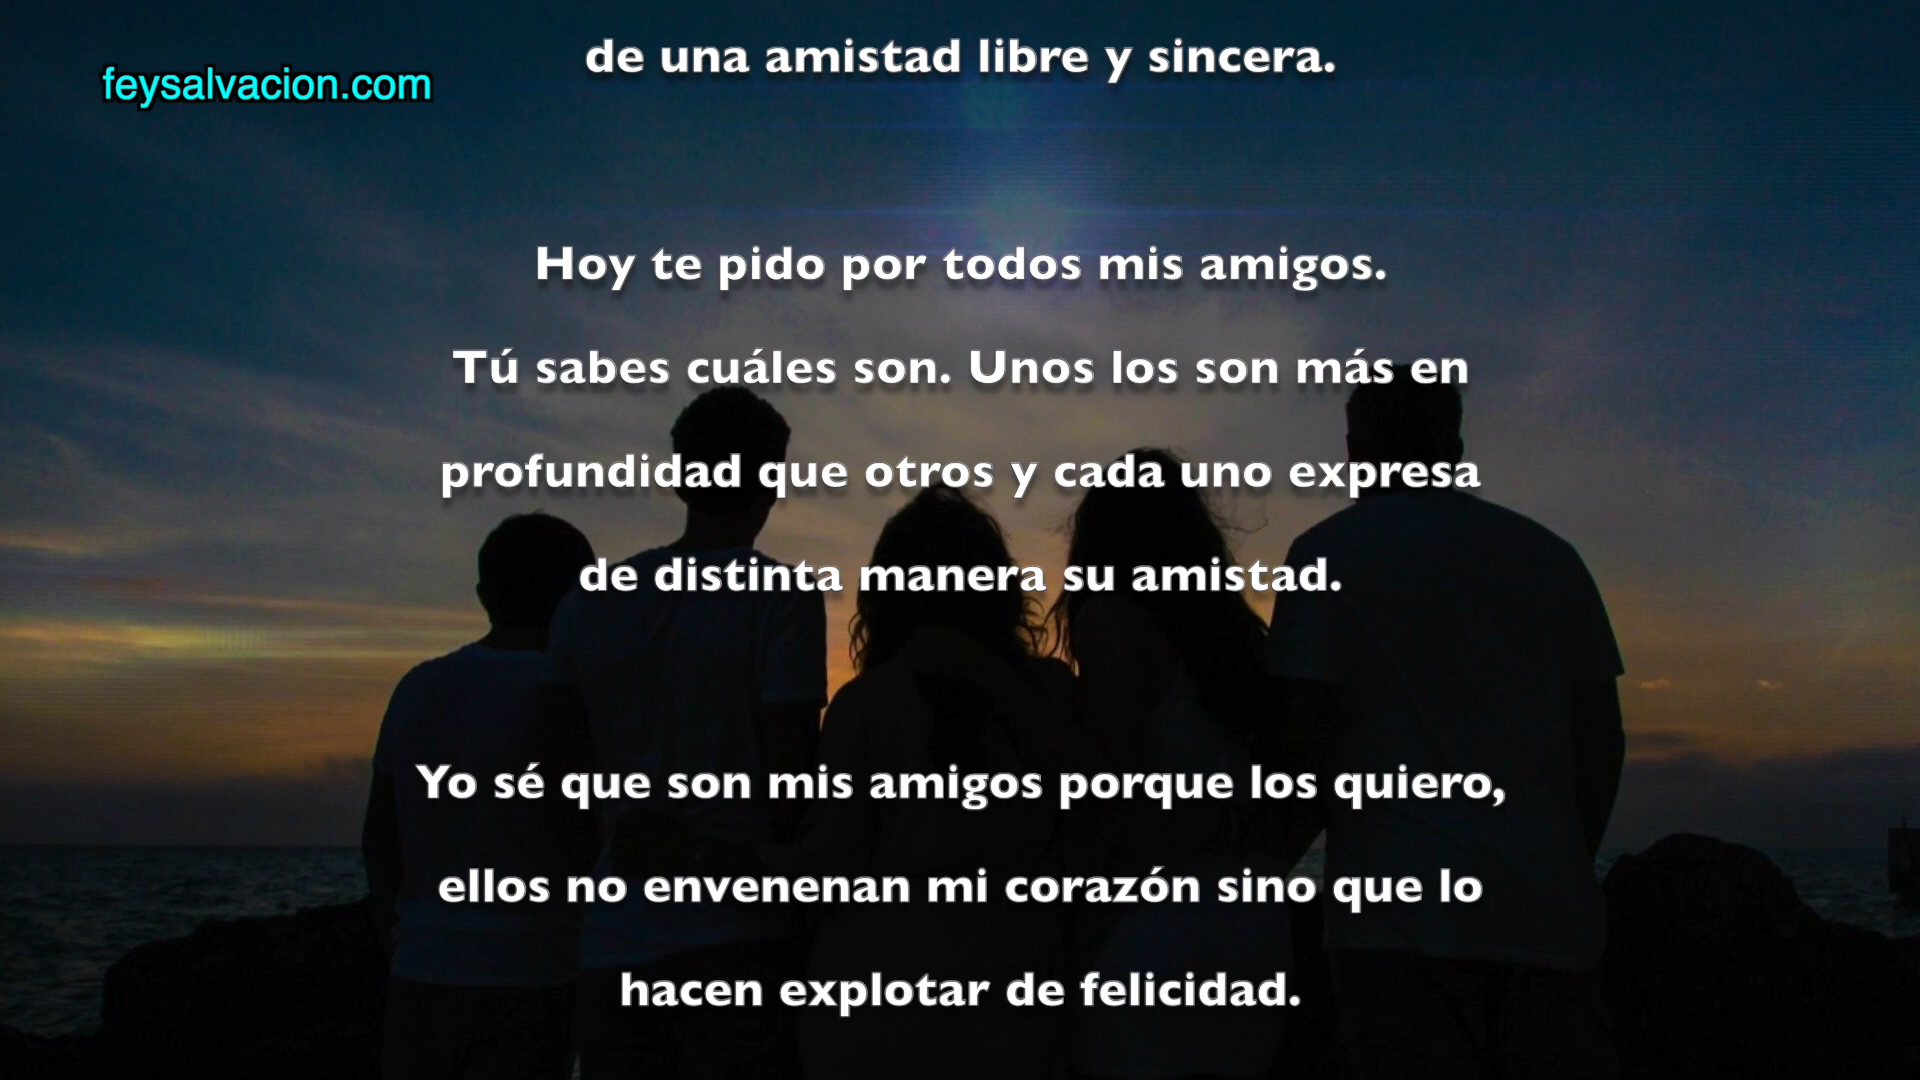 de una amistad libre y sincera.
feysalvacion.com
Hoy te pido por todos mis amigos.
Tú sabes cuáles son. Unos los son más en
profundidad que otros y cada uno expresa
de distinta manera su amistad.
Yo sé que son mis amigos porque los quiero,
ellos no envenenan mi corazón sino que lo
hacen explotar de felicidad.